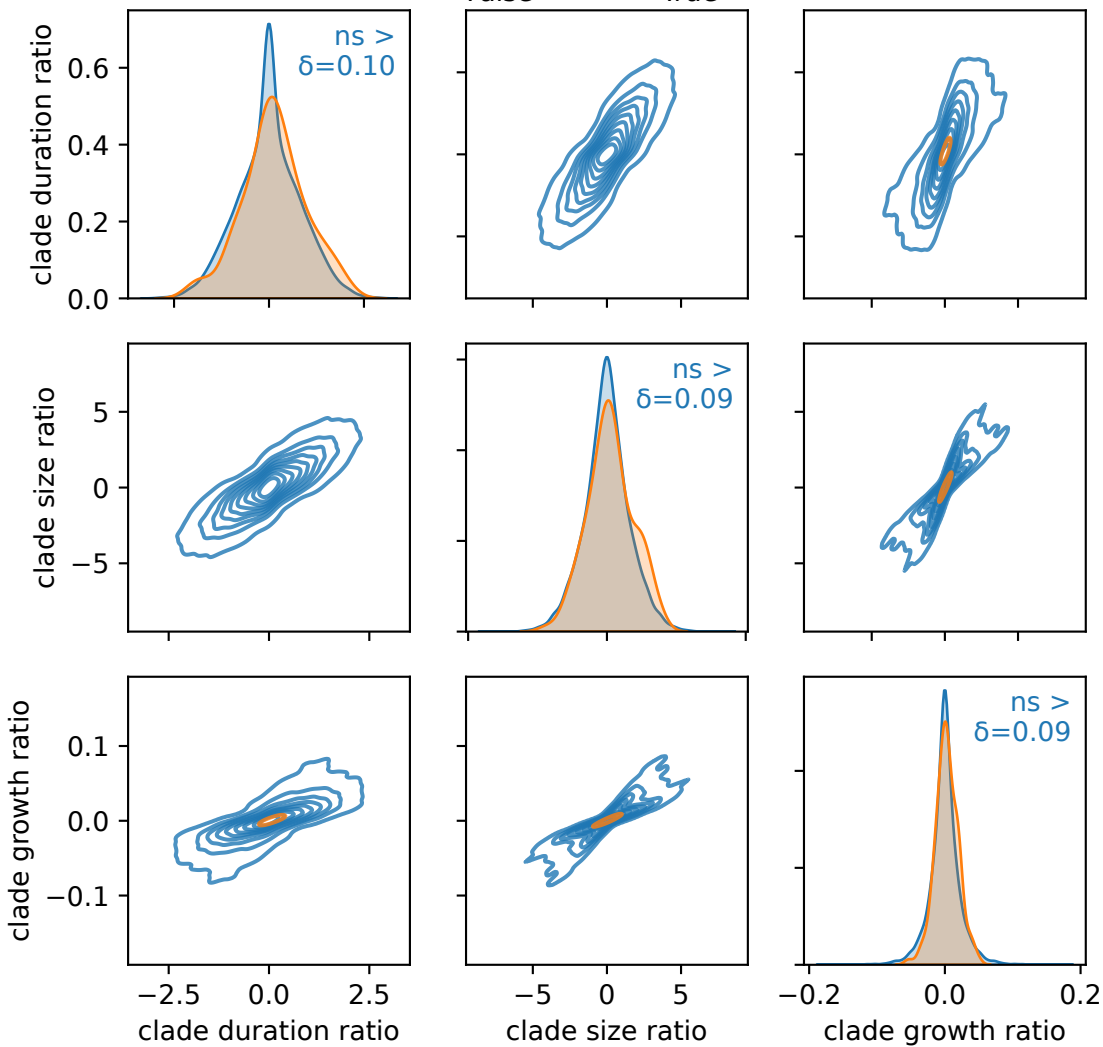 clade duration ratio
0.6
0.4
0.2
0.0
ns >
δ=0.10
−5
0
5
clade size ratio
5
0
−5
ns >
δ=0.09
clade growth ratio
0.1
0.0
−0.1
ns >
δ=0.09
−2.5
0.0
2.5
−5
0
5
−0.2
0.0
0.2
clade duration ratio
clade size ratio
clade growth ratio